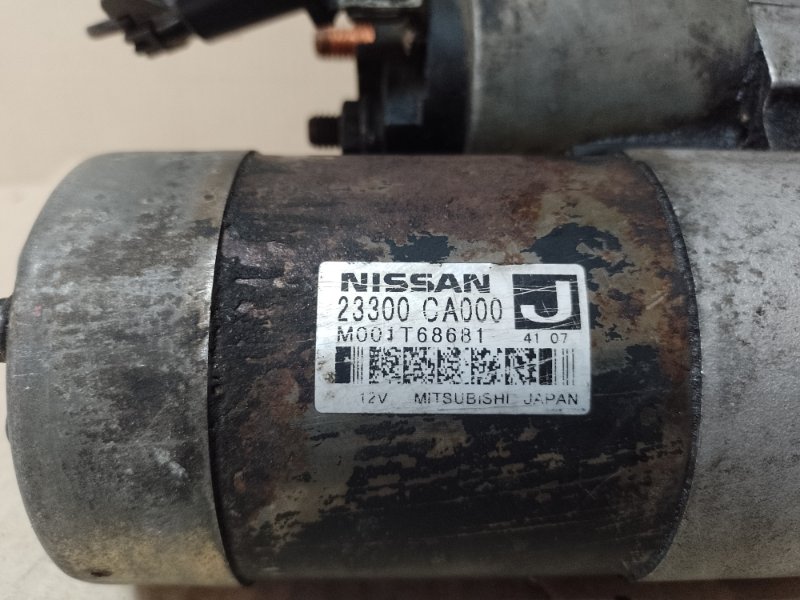 NISSAN
23300 CA000 J
M001T68681 41 07
12V MITSUBISHI JAPAN